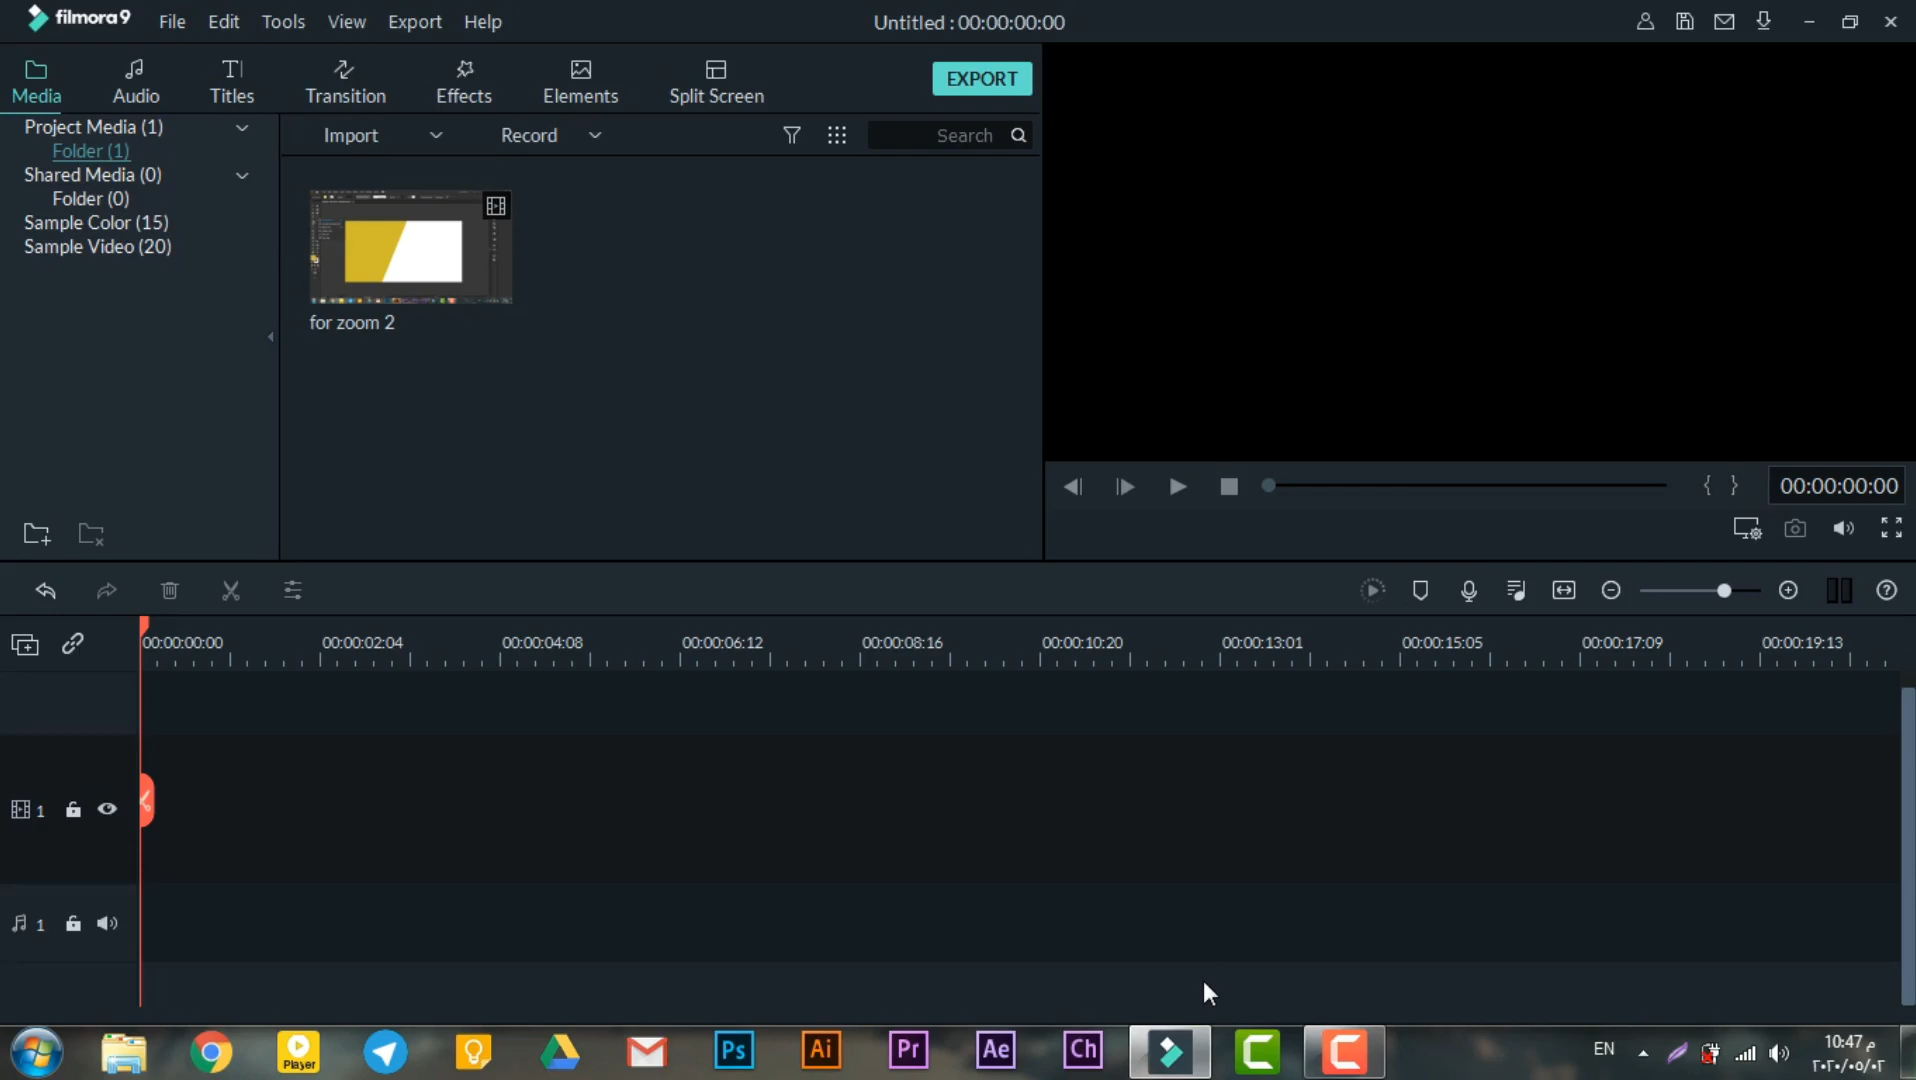 filmora9 File Edit Tools View Export Help Untitled : 00:00:00:00
Media Audio Titles Transition Effects Elements Split Screen EXPORT
Project Media (1)
Folder (1)
Shared Media (0)
Folder (0)
Sample Color (15)
Sample Video (20)
Import Record Search
for zoom 2
{ } 00:00:00:00
00:00:00:00 00:00:02:04 00:00:04:08 00:00:06:12 00:00:08:16 00:00:10:20 00:00:13:01 00:00:15:05 00:00:17:09 00:00:19:13
1
1
Player Ps Ai Pr Ae Ch EN 10:47 م
٢٠٢٠/٠٥/٠٢